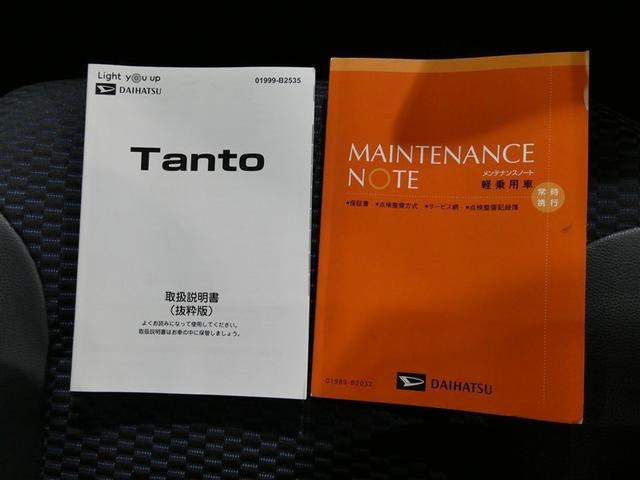 Light you up
DAIHATSU
01999-B2535
Tanto
取扱説明書
（抜粋版）
よくお読みになって使用してください。
取扱説明書はお車の中に保管しましょう。
MAINTENANCE
NOTE
メンテナンスノート
軽乗用車
常時
携行
•保証書 •点検整備方式 •サービス網 •点検整備記録簿
01989-B2032
DAIHATSU